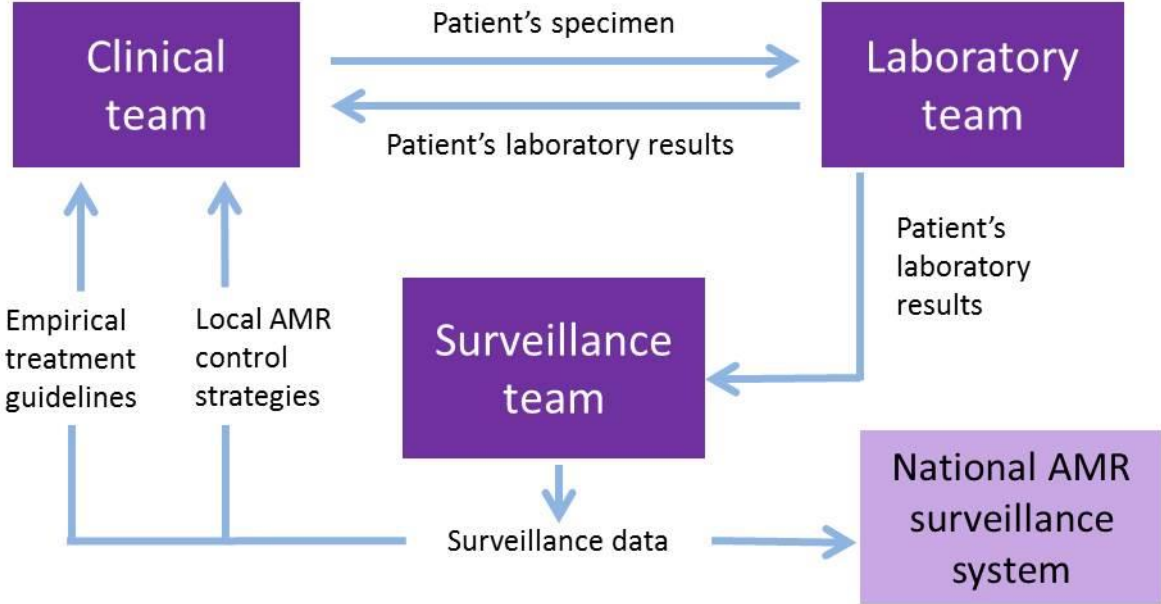 Clinical
team
Patient's specimen
Patient's laboratory results
Laboratory
team
Patient's
laboratory
results
Empirical
treatment
guidelines
Local AMR
control
strategies
Surveillance
team
Surveillance data
National AMR
surveillance
system